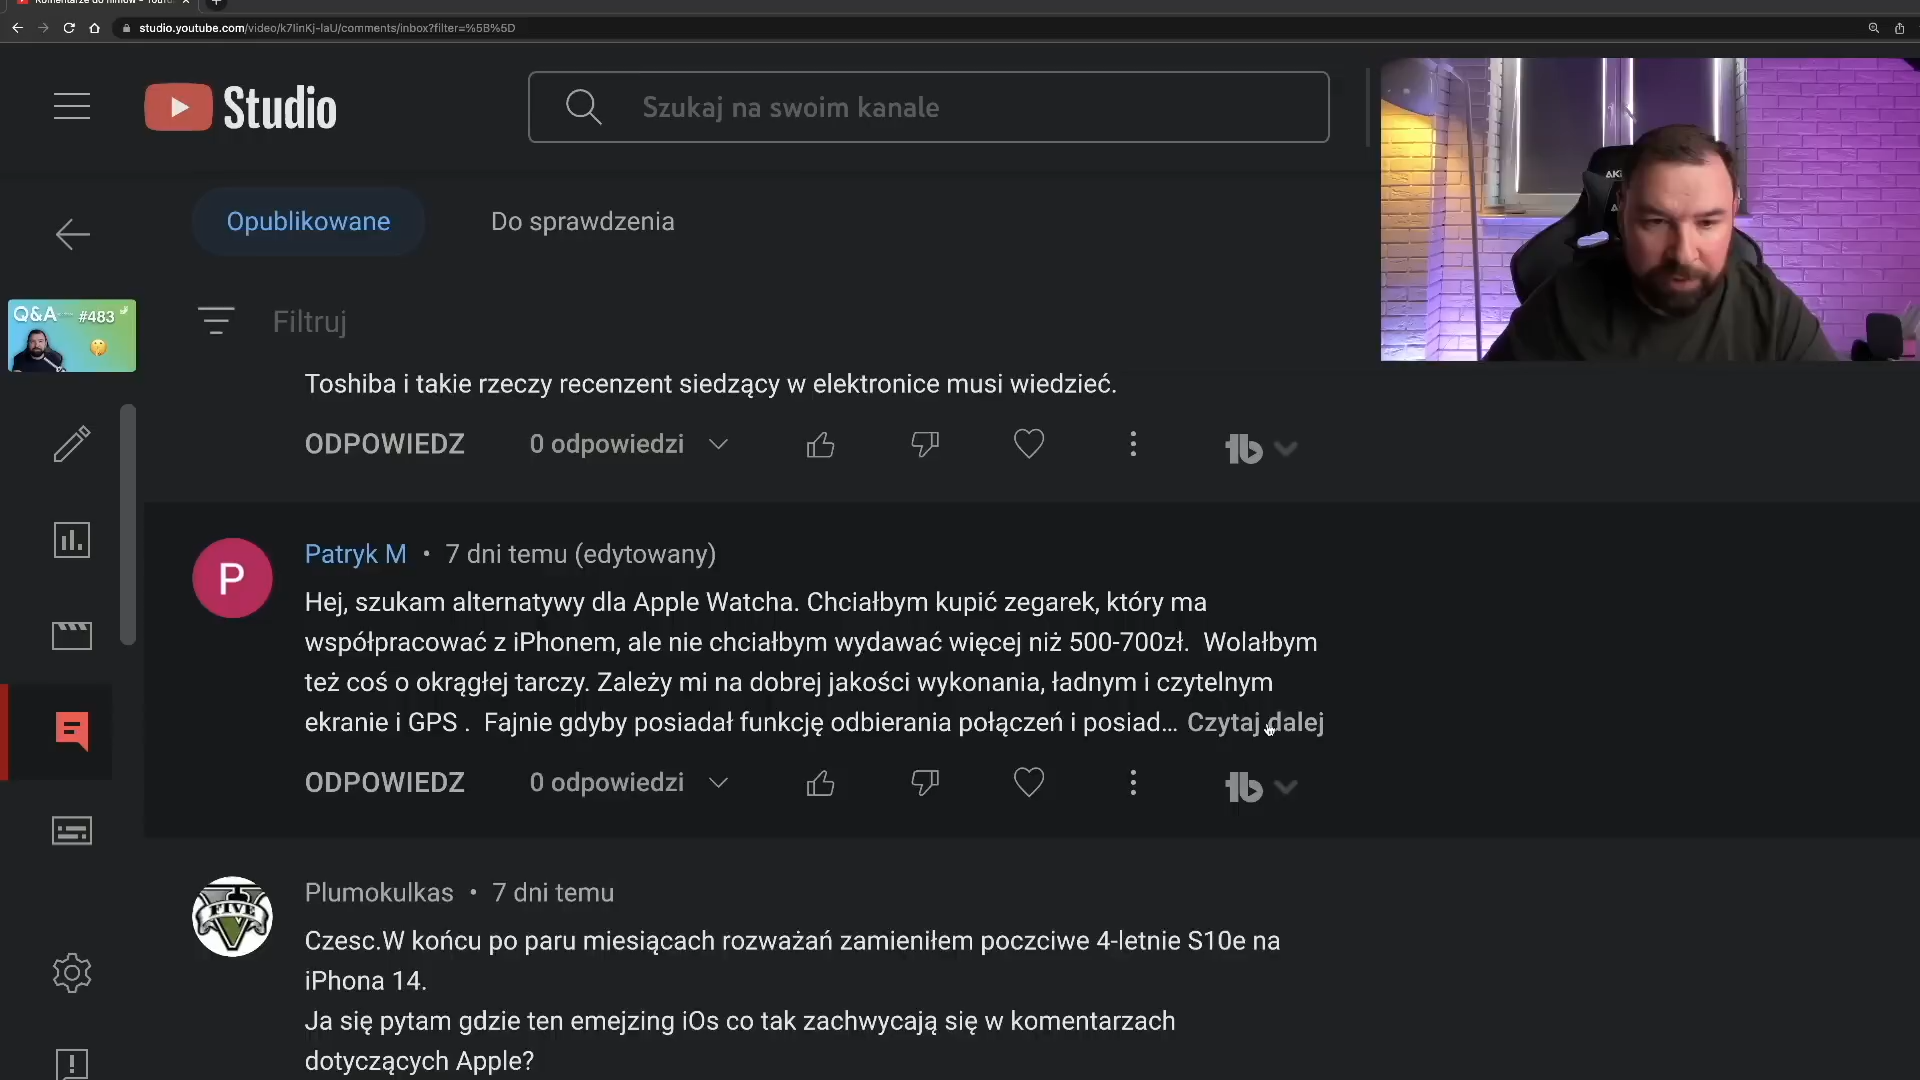 Komentarze do filmów - YouTu
studio.youtube.com/video/k7IinKj-laU/comments/inbox?filter=%5B%5D
Studio
Szukaj na swoim kanale
Opublikowane
Do sprawdzenia
Q&A #483
Filtruj
Toshiba i takie rzeczy recenzent siedzący w elektronice musi wiedzieć.
ODPOWIEDZ 0 odpowiedzi
Patryk M • 7 dni temu (edytowany)
P
Hej, szukam alternatywy dla Apple Watcha. Chciałbym kupić zegarek, który ma
współpracować z iPhonem, ale nie chciałbym wydawać więcej niż 500-700zł. Wolałbym
też coś o okrągłej tarczy. Zależy mi na dobrej jakości wykonania, ładnym i czytelnym
ekranie i GPS . Fajnie gdyby posiadał funkcję odbierania połączeń i posiad... Czytaj dalej
ODPOWIEDZ 0 odpowiedzi
Plumokulkas • 7 dni temu
FIVE
Czesc.W końcu po paru miesiącach rozważań zamieniłem poczciwe 4-letnie S10e na
iPhona 14.
Ja się pytam gdzie ten emejzing iOs co tak zachwycają się w komentarzach
dotyczących Apple?